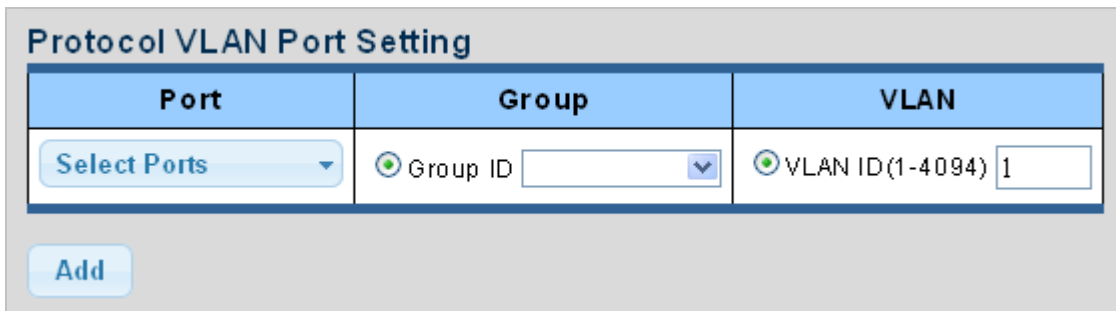 Protocol VLAN Port Setting
Port Group VLAN
Select Ports Group ID VLAN ID(1-4094) 1
Add